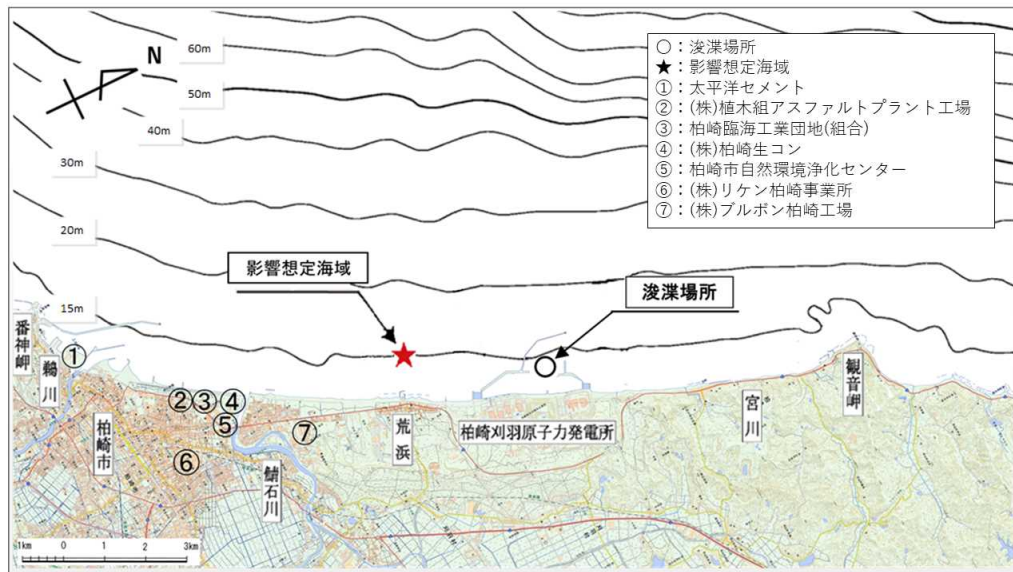 N
60m
50m
40m
30m
20m
15m
○：浚渫場所
★：影響想定海域
①：太平洋セメント
②：(株)植木組アスファルトプラント工場
③：柏崎臨海工業団地(組合)
④：(株)柏崎生コン
⑤：柏崎市自然環境浄化センター
⑥：(株)リケン柏崎事業所
⑦：(株)ブルボン柏崎工場
影響想定海域
浚渫場所
番神岬
鵜川
①
②
③
④
⑤
⑥
⑦
柏崎市
鯖石川
荒浜
柏崎刈羽原子力発電所
宮川
観音岬
1km 0 1 2 3km